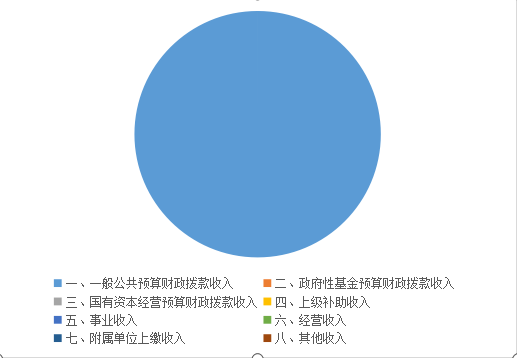 一、一般公共预算财政拨款收入 二、政府性基金预算财政拨款收入
三、国有资本经营预算财政拨款收入 四、上级补助收入
五、事业收入 六、经营收入
七、附属单位上缴收入 八、其他收入